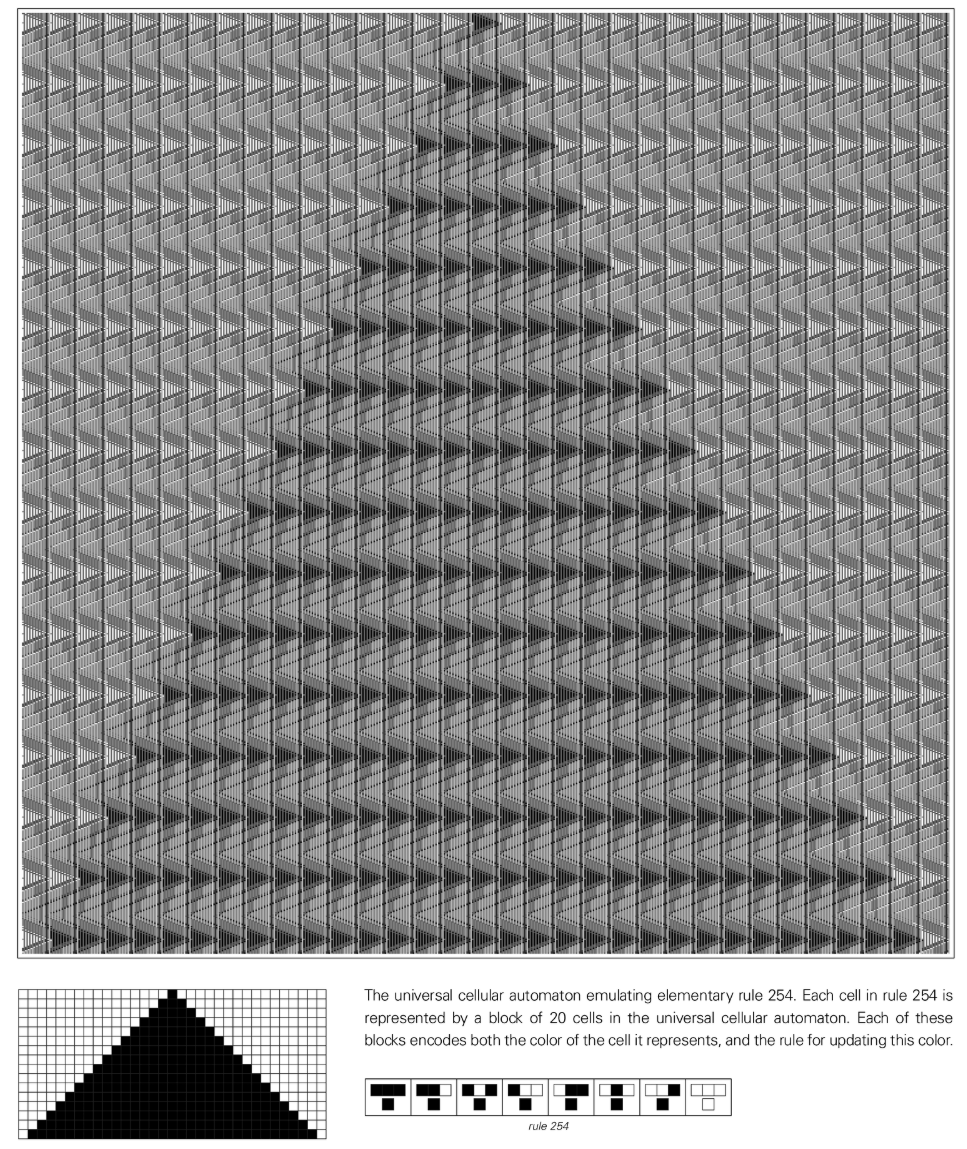 The universal cellular automaton emulating elementary rule 254. Each cell in rule 254 is
represented by a block of 20 cells in the universal cellular automaton. Each of these
blocks encodes both the color of the cell it represents, and the rule for updating this color.
rule 254